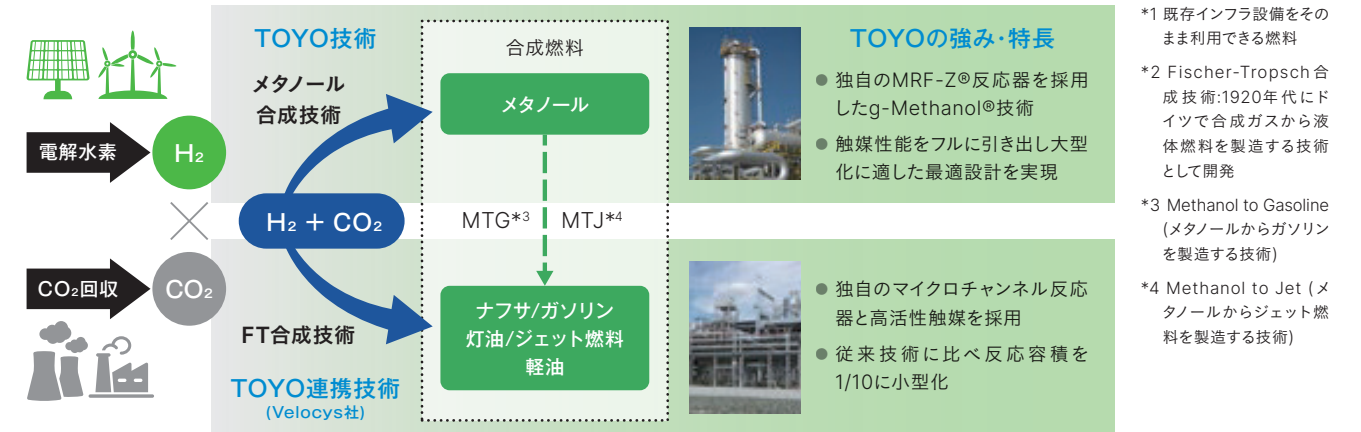 電解水素
H₂
CO₂回収
CO₂
TOYO技術
メタノール
合成技術
H₂ + CO₂
FT合成技術
TOYO連携技術
(Velocys社)
合成燃料
メタノール
MTG*³
MTJ*⁴
ナフサ/ガソリン
灯油/ジェット燃料
軽油
TOYOの強み・特長
● 独自のMRF-Z®反応器を採用
したg-Methanol®技術
● 触媒性能をフルに引き出し大型
化に適した最適設計を実現
● 独自のマイクロチャンネル反応
器と高活性触媒を採用
● 従来技術に比べ反応容積を
1/10に小型化
*1 既存インフラ設備をその
まま利用できる燃料
*2 Fischer-Tropsch合
成技術:1920年代にド
イツで合成ガスから液
体燃料を製造する技術
として開発
*3 Methanol to Gasoline
(メタノールからガソリン
を製造する技術)
*4 Methanol to Jet (メ
タノールからジェット燃
料を製造する技術)